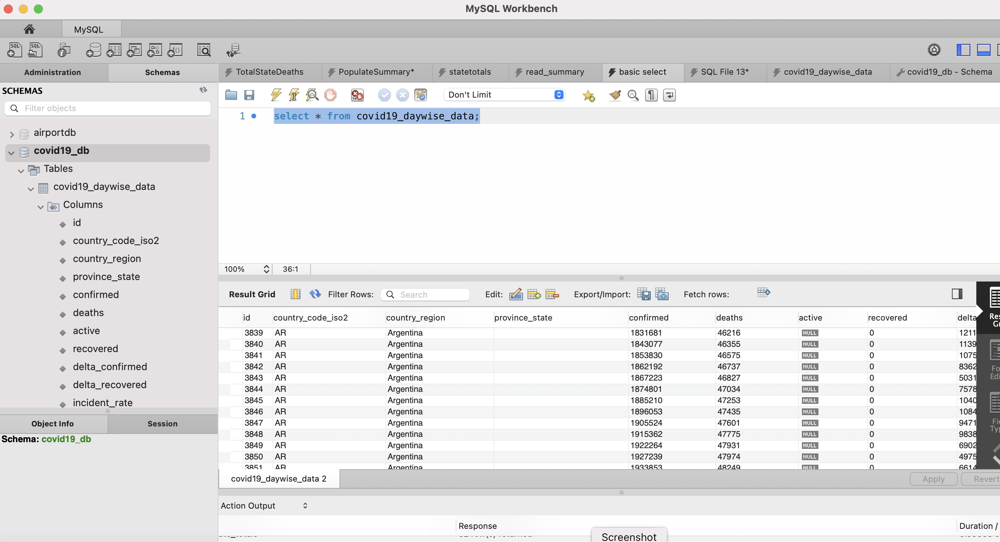 MySQL Workbench
MySQL
SQL SQL
Administration Schemas
TotalStateDeaths PopulateSummary* statetotals read_summary basic select SQL File 13* covid19_daywise_data covid19_db - Schema
SCHEMAS
Filter objects
Don't Limit
1 select * from covid19_daywise_data;
airportdb
covid19_db
Tables
covid19_daywise_data
Columns
id
country_code_iso2
country_region
province_state
confirmed
deaths
active
recovered
delta_confirmed
delta_recovered
incident_rate
Object Info Session
Schema: covid19_db
100% 36:1
Result Grid Filter Rows: Search Edit: Export/Import: Fetch rows:
id country_code_iso2 country_region province_state confirmed deaths active recovered delta
3839 AR Argentina 1831681 46216 NULL 0 1211
3840 AR Argentina 1843077 46355 NULL 0 1139
3841 AR Argentina 1853830 46575 NULL 0 1075
3842 AR Argentina 1862192 46737 NULL 0 8362
3843 AR Argentina 1867223 46827 NULL 0 5031
3844 AR Argentina 1874801 47034 NULL 0 7578
3845 AR Argentina 1885210 47253 NULL 0 1040
3846 AR Argentina 1896053 47435 NULL 0 1084
3847 AR Argentina 1905524 47601 NULL 0 9471
3848 AR Argentina 1915362 47775 NULL 0 9838
3849 AR Argentina 1922264 47931 NULL 0 6902
3850 AR Argentina 1927239 47974 NULL 0 4975
3851 AR Argentina 1933853 48249 NULL 0 6614
covid19_daywise_data 2
Apply Revert
Action Output
Response Duration /
Screenshot